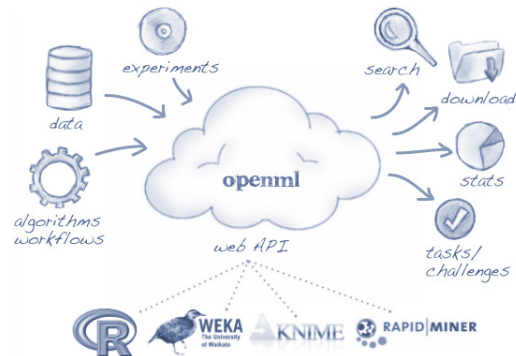 experiments
data
algorithms
workflows
search
download
stats
tasks/
challenges
openml
web API
R
WEKA
The University
of Waikato
KNIME
RAPID|MINER